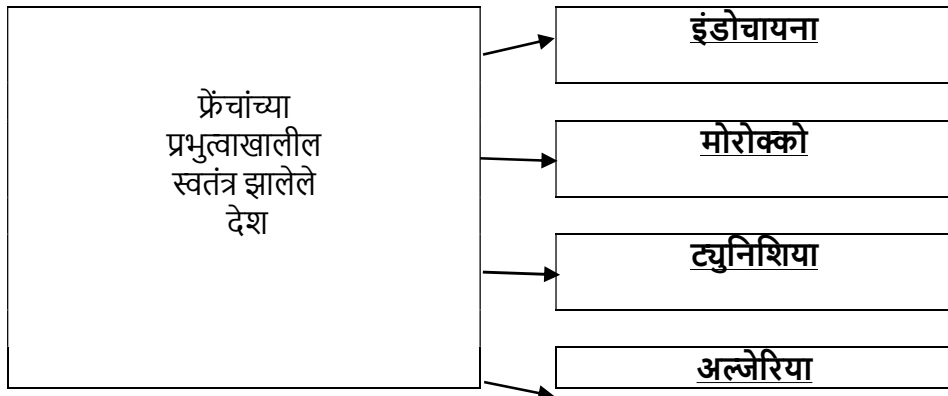 फ्रेंचांच्या
प्रभुत्वाखालील
स्वतंत्र झालेले
देश
इंडोचायना
मोरोक्को
ट्युनिशिया
अल्जेरिया